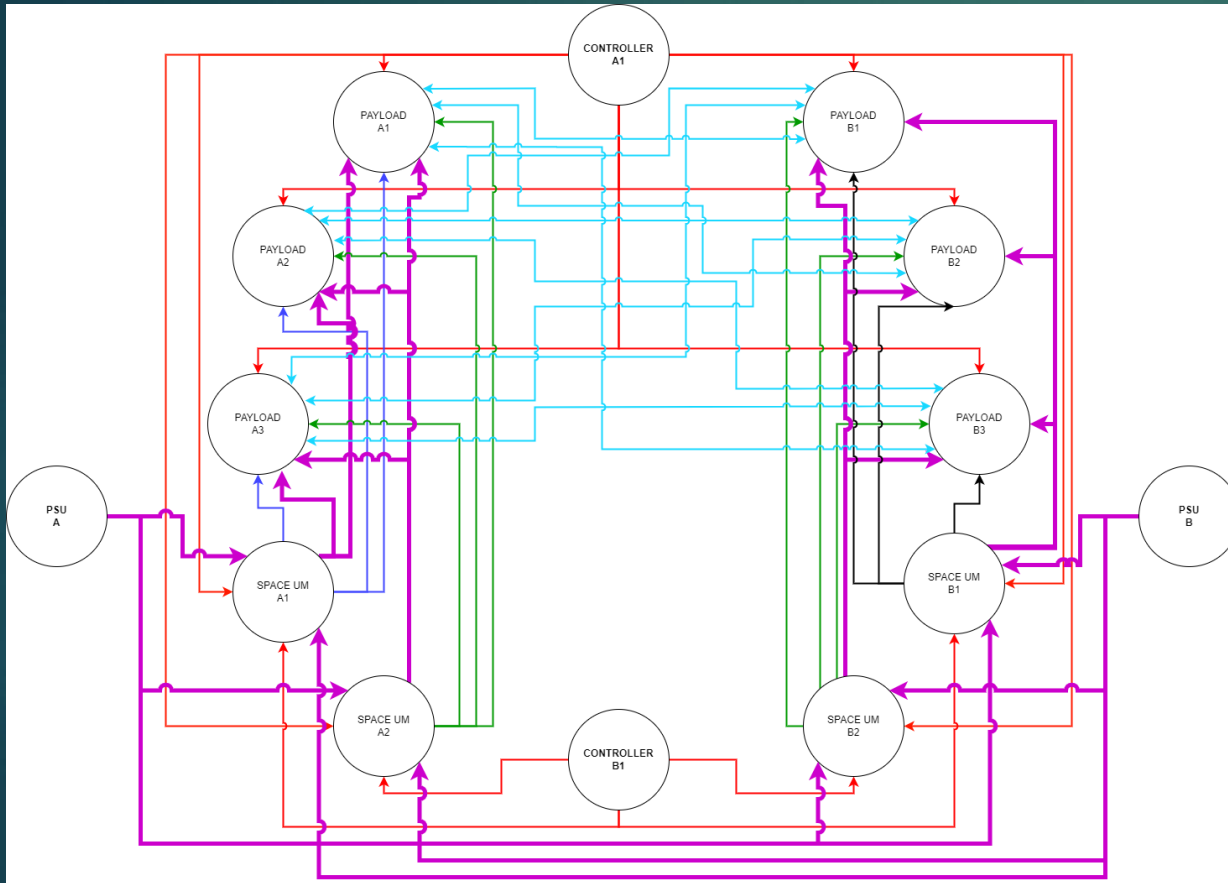 CONTROLLER
A1
PAYLOAD
A1
PAYLOAD
B1
PAYLOAD
A2
PAYLOAD
B2
PAYLOAD
A3
PAYLOAD
B3
PSU
A
PSU
B
SPACE UM
A1
SPACE UM
B1
SPACE UM
A2
SPACE UM
B2
CONTROLLER
B1